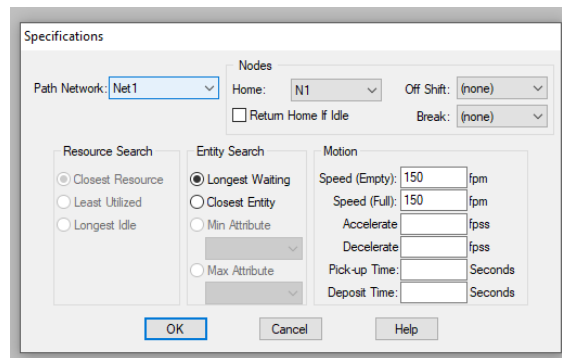 Specifications
Nodes
Path Network: Net1
Home: N1
Off Shift: (none)
Return Home If Idle
Break: (none)
Resource Search
Closest Resource
Least Utilized
Longest Idle
Entity Search
Longest Waiting
Closest Entity
Min Attribute
Max Attribute
Motion
Speed (Empty): 150 fpm
Speed (Full): 150 fpm
Accelerate fpss
Decelerate fpss
Pick-up Time: Seconds
Deposit Time: Seconds
OK Cancel Help